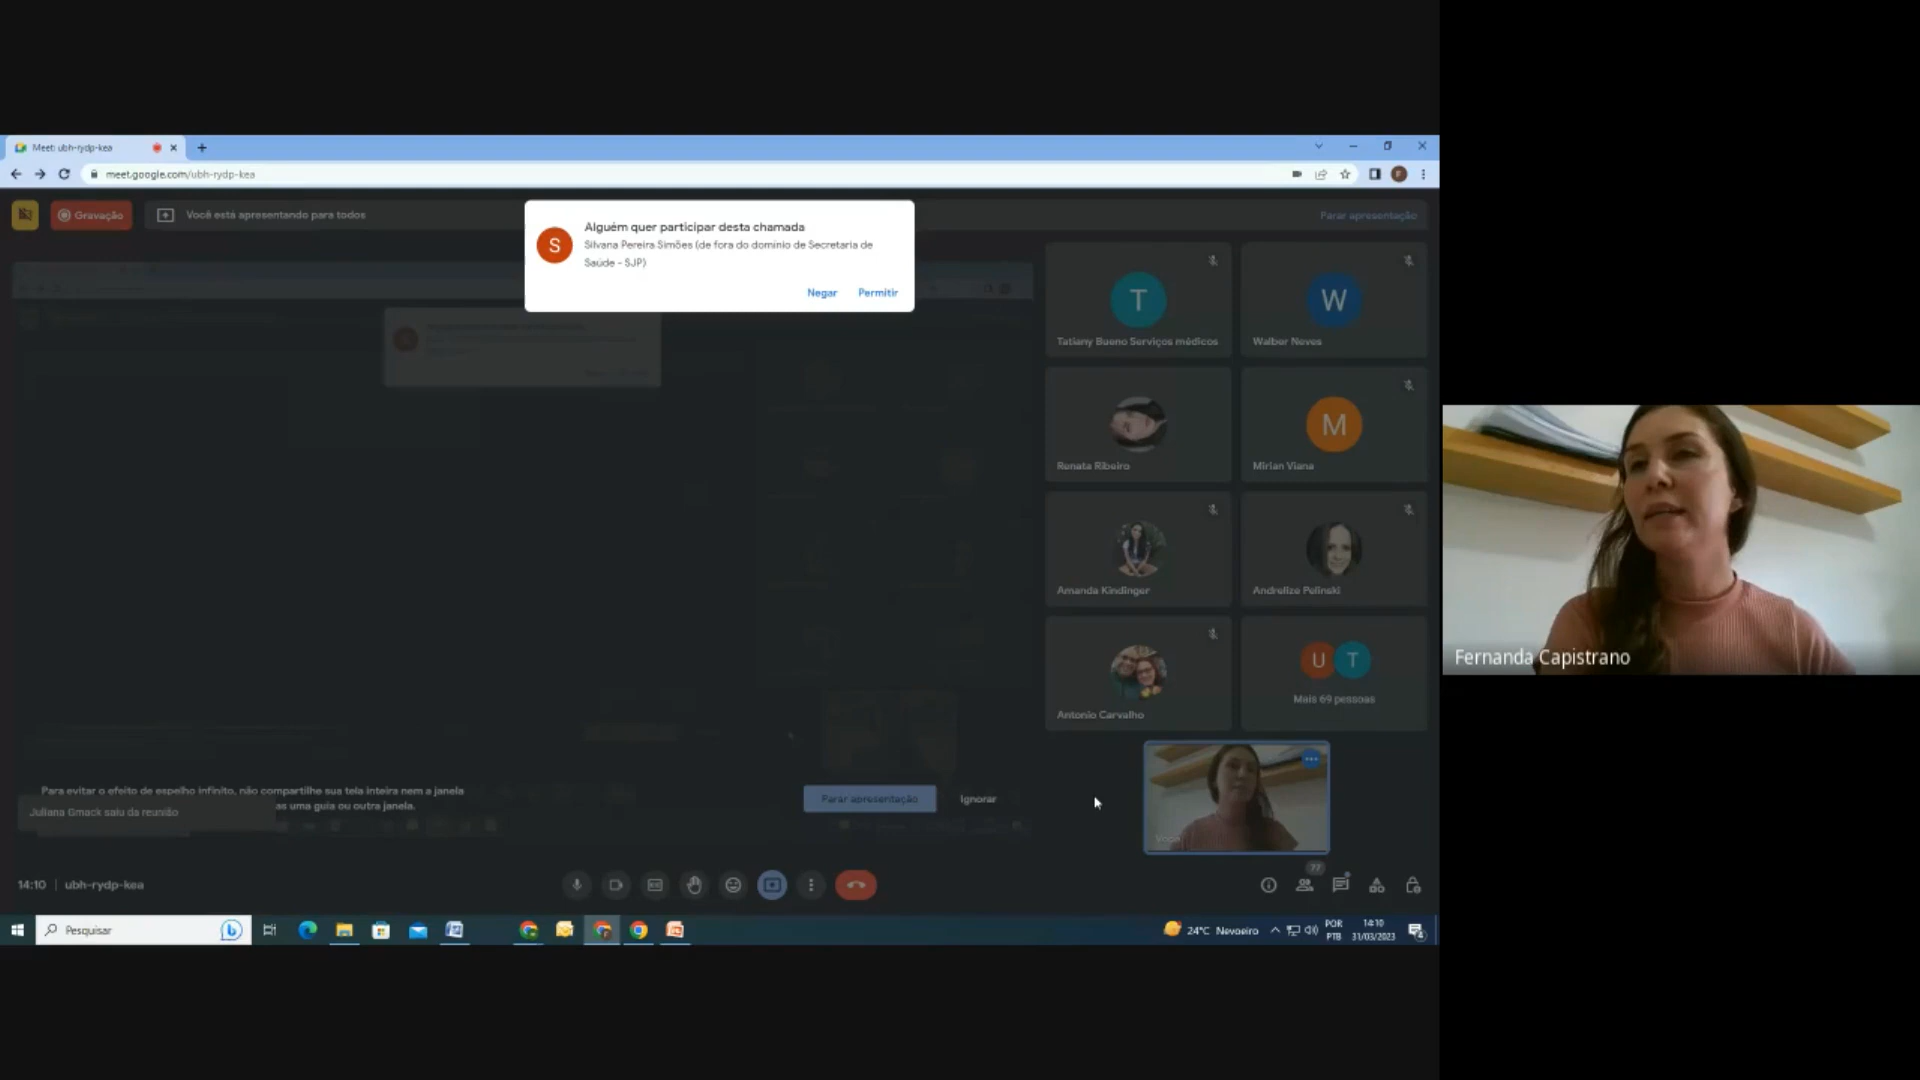 Meet: ubh-rydp-kea
meet.google.com/ubh-rydp-kea
Gravação
Você está apresentando para todos
Parar apresentação
Alguém quer participar desta chamada
S
Silvana Pereira Simões (de fora do domínio de Secretaria de
Saúde - SJP)
Negar
Permitir
T
Tatiany Bueno Serviços médicos
W
Walber Neves
Renata Ribeiro
M
Mirian Viana
Amanda Kindinger
Andrelize Pelinski
Antonio Carvalho
U
T
Mais 69 pessoas
Fernanda Capistrano
Para evitar o efeito de espelho infinito, não compartilhe sua tela inteira nem a janela
as uma guia ou outra janela.
Juliana Gmack saiu da reunião
Parar apresentação
Ignorar
Você
14:10
ubh-rydp-kea
77
Pesquisar
24°C Nevoeiro
POR
PTB
14:10
31/03/2023